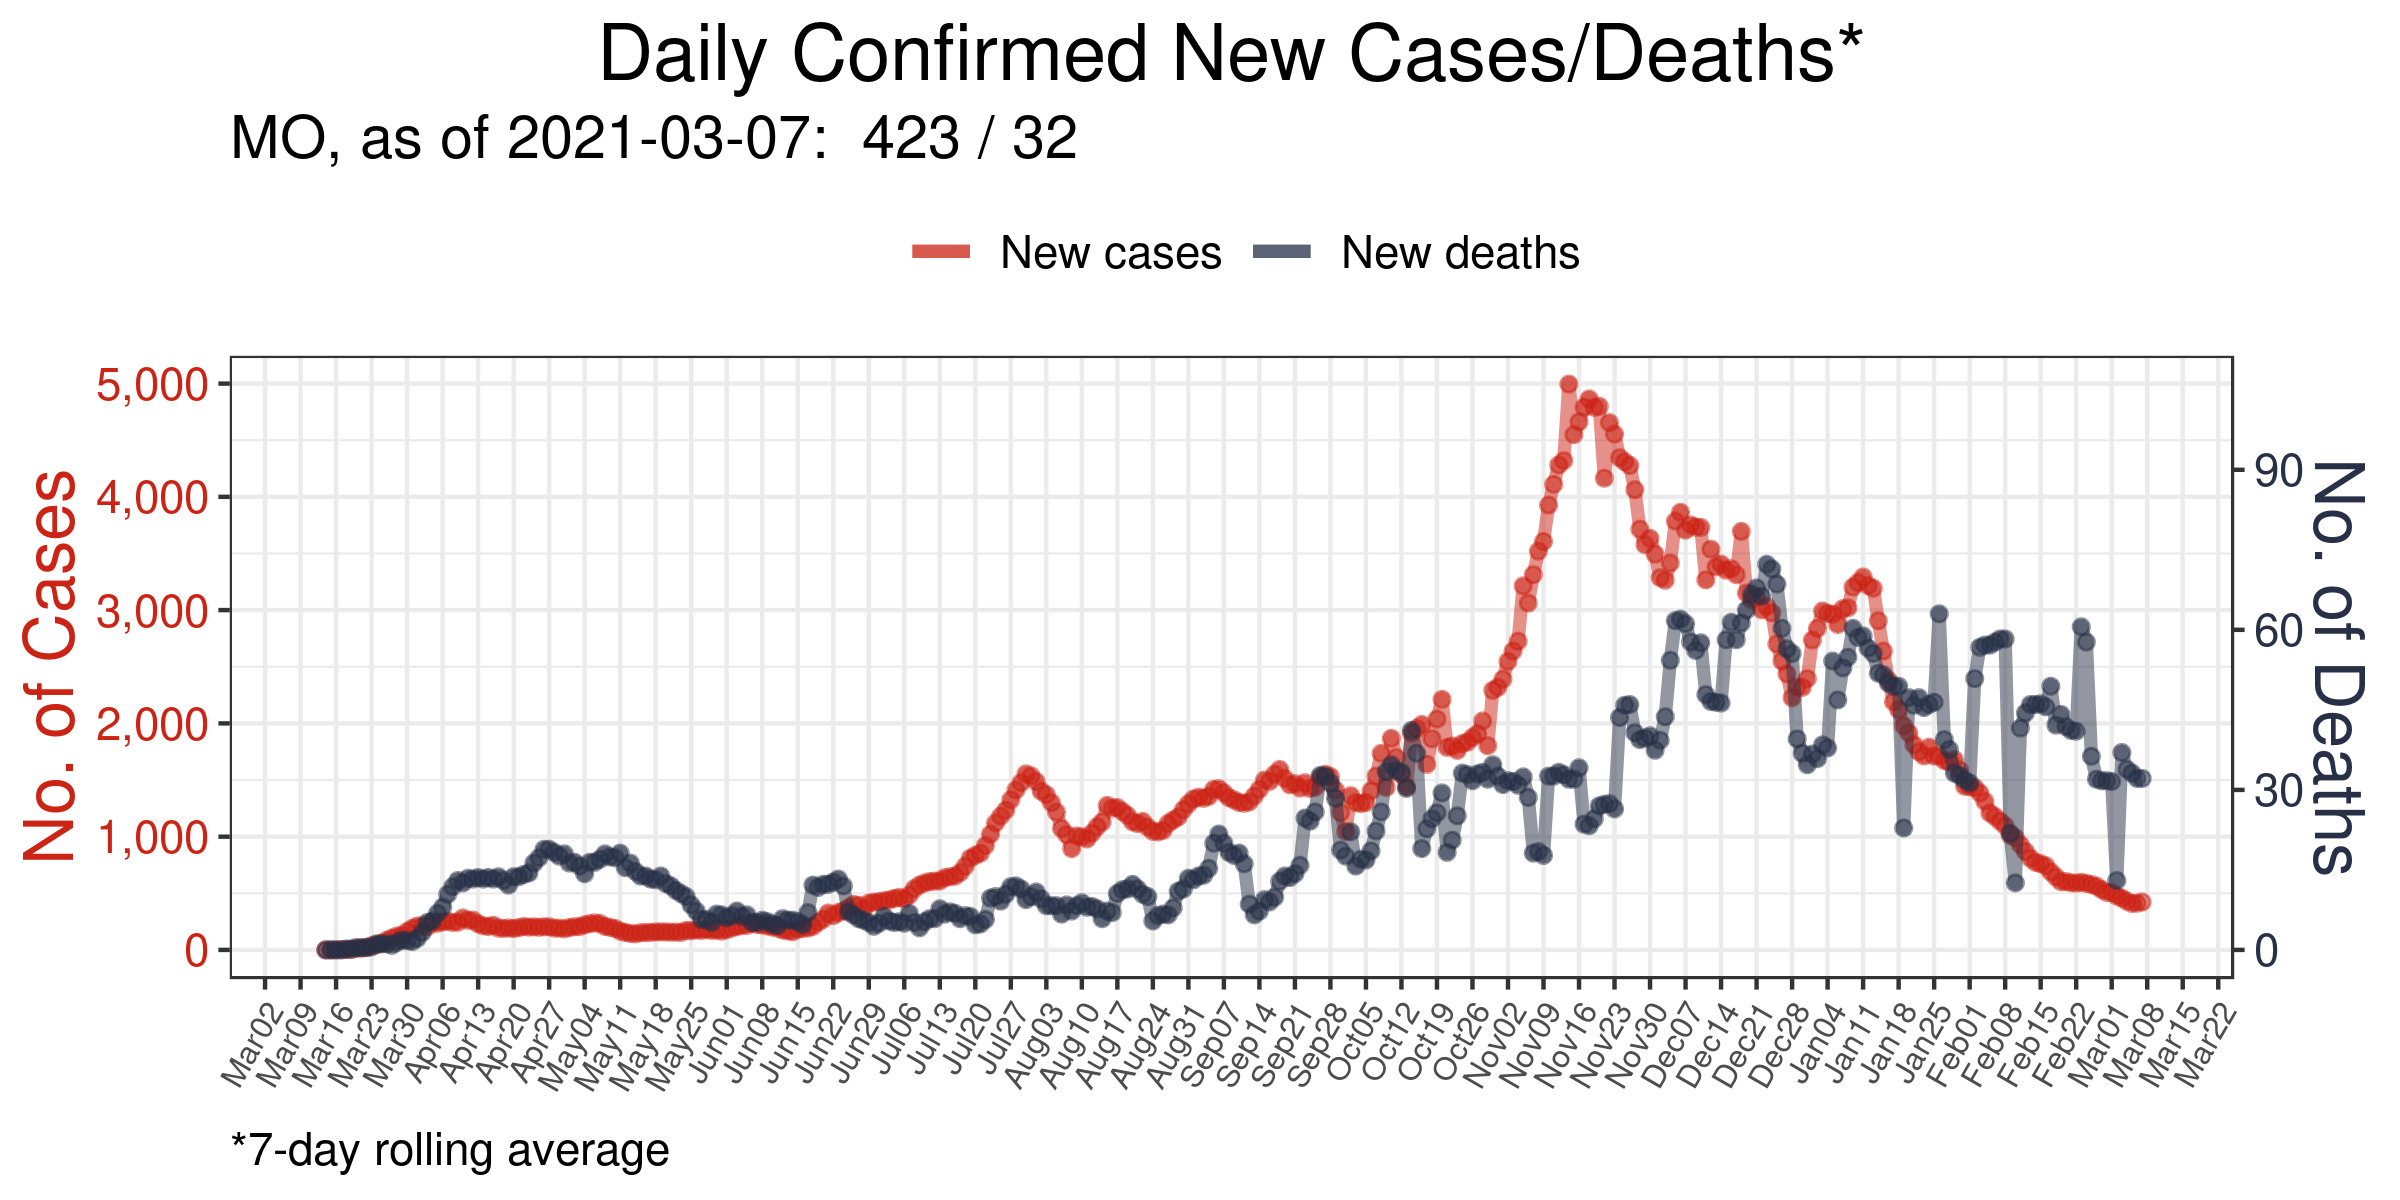 Daily Confirmed New Cases/Deaths*
MO, as of 2021-03-07:  423 / 32
New cases
New deaths
No. of Cases
5,000
4,000
3,000
2,000
1,000
0
No. of Deaths
90
60
30
0
Mar02
Mar09
Mar16
Mar23
Mar30
Apr06
Apr13
Apr20
Apr27
May04
May11
May18
May25
Jun01
Jun08
Jun15
Jun22
Jun29
Jul06
Jul13
Jul20
Jul27
Aug03
Aug10
Aug17
Aug24
Aug31
Sep07
Sep14
Sep21
Sep28
Oct05
Oct12
Oct19
Oct26
Nov02
Nov09
Nov16
Nov23
Nov30
Dec07
Dec14
Dec21
Dec28
Jan04
Jan11
Jan18
Jan25
Feb01
Feb08
Feb15
Feb22
Mar01
Mar08
Mar15
Mar22
*7-day rolling average